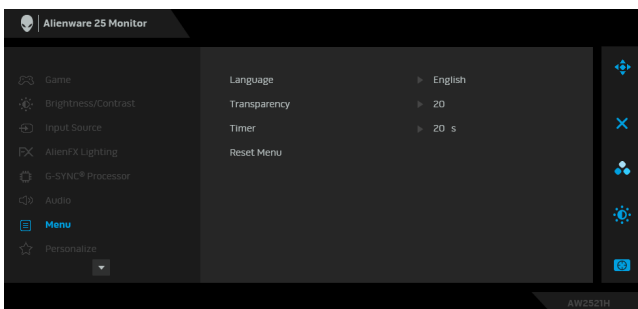 Alienware 25 Monitor
Game
Brightness/Contrast
Input Source
FX AlienFX Lighting
G-SYNC® Processor
Audio
Menu
Personalize
Language English
Transparency 20
Timer 20 s
Reset Menu
AW2521H